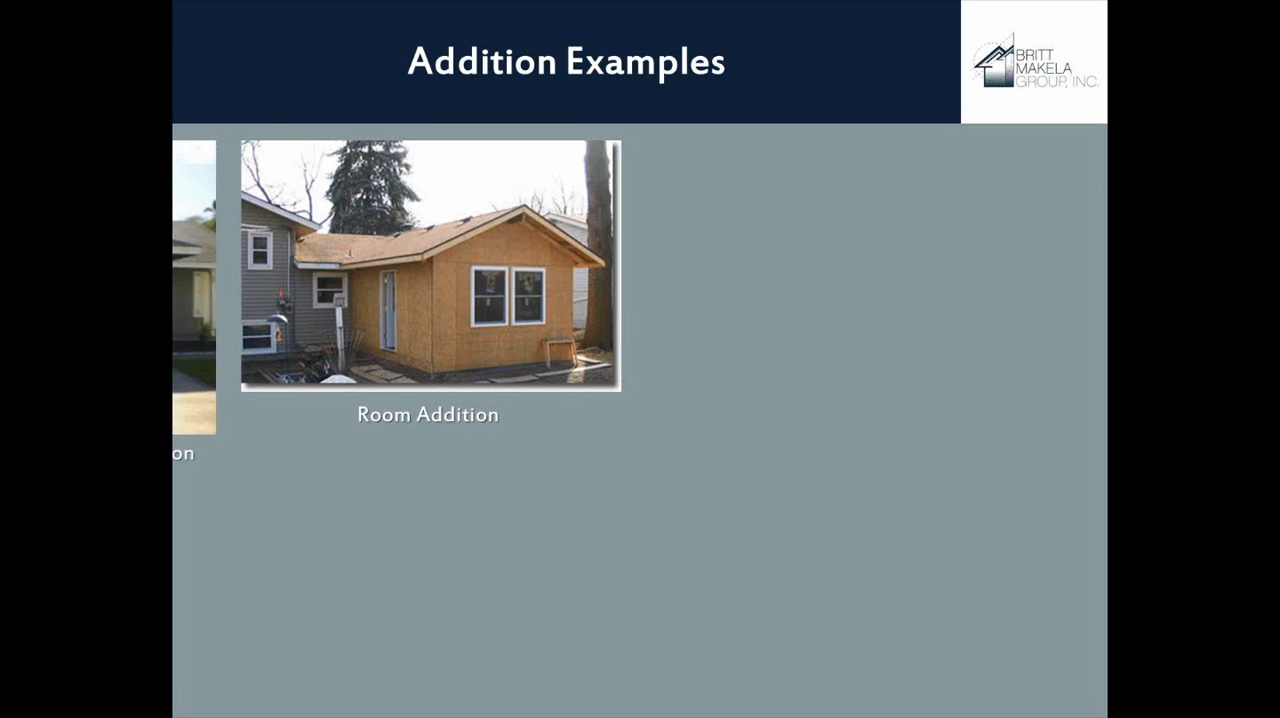 Addition Examples
BRITT
MAKELA
GROUP, INC.
Room Addition
on